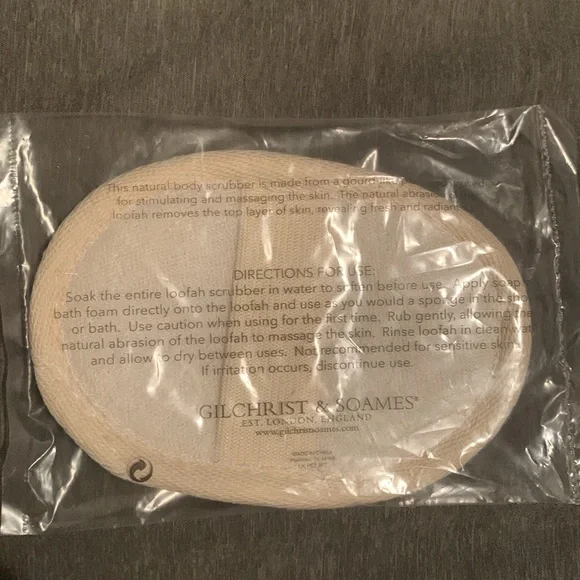 This natural body scrubber is made from a gourd
for stimulating and massaging the skin. The natural abrasi
loofah removes the top layer of skin, revealing fresh and radian
DIRECTIONS FOR USE:
Soak the entire loofah scrubber in water to soften before use. Apply soap
bath foam directly onto the loofah and use as you would a sponge in the sho
or bath. Use caution when using for the first time. Rub gently, allowing the
natural abrasion of the loofah to massage the skin. Rinse loofah in clean wat
and allow to dry between uses. Not recommended for sensitive skin
If irritation occurs, discontinue use.
GILCHRIST & SOAMES®
EST. LONDON, ENGLAND
www.gilchristsoames.com